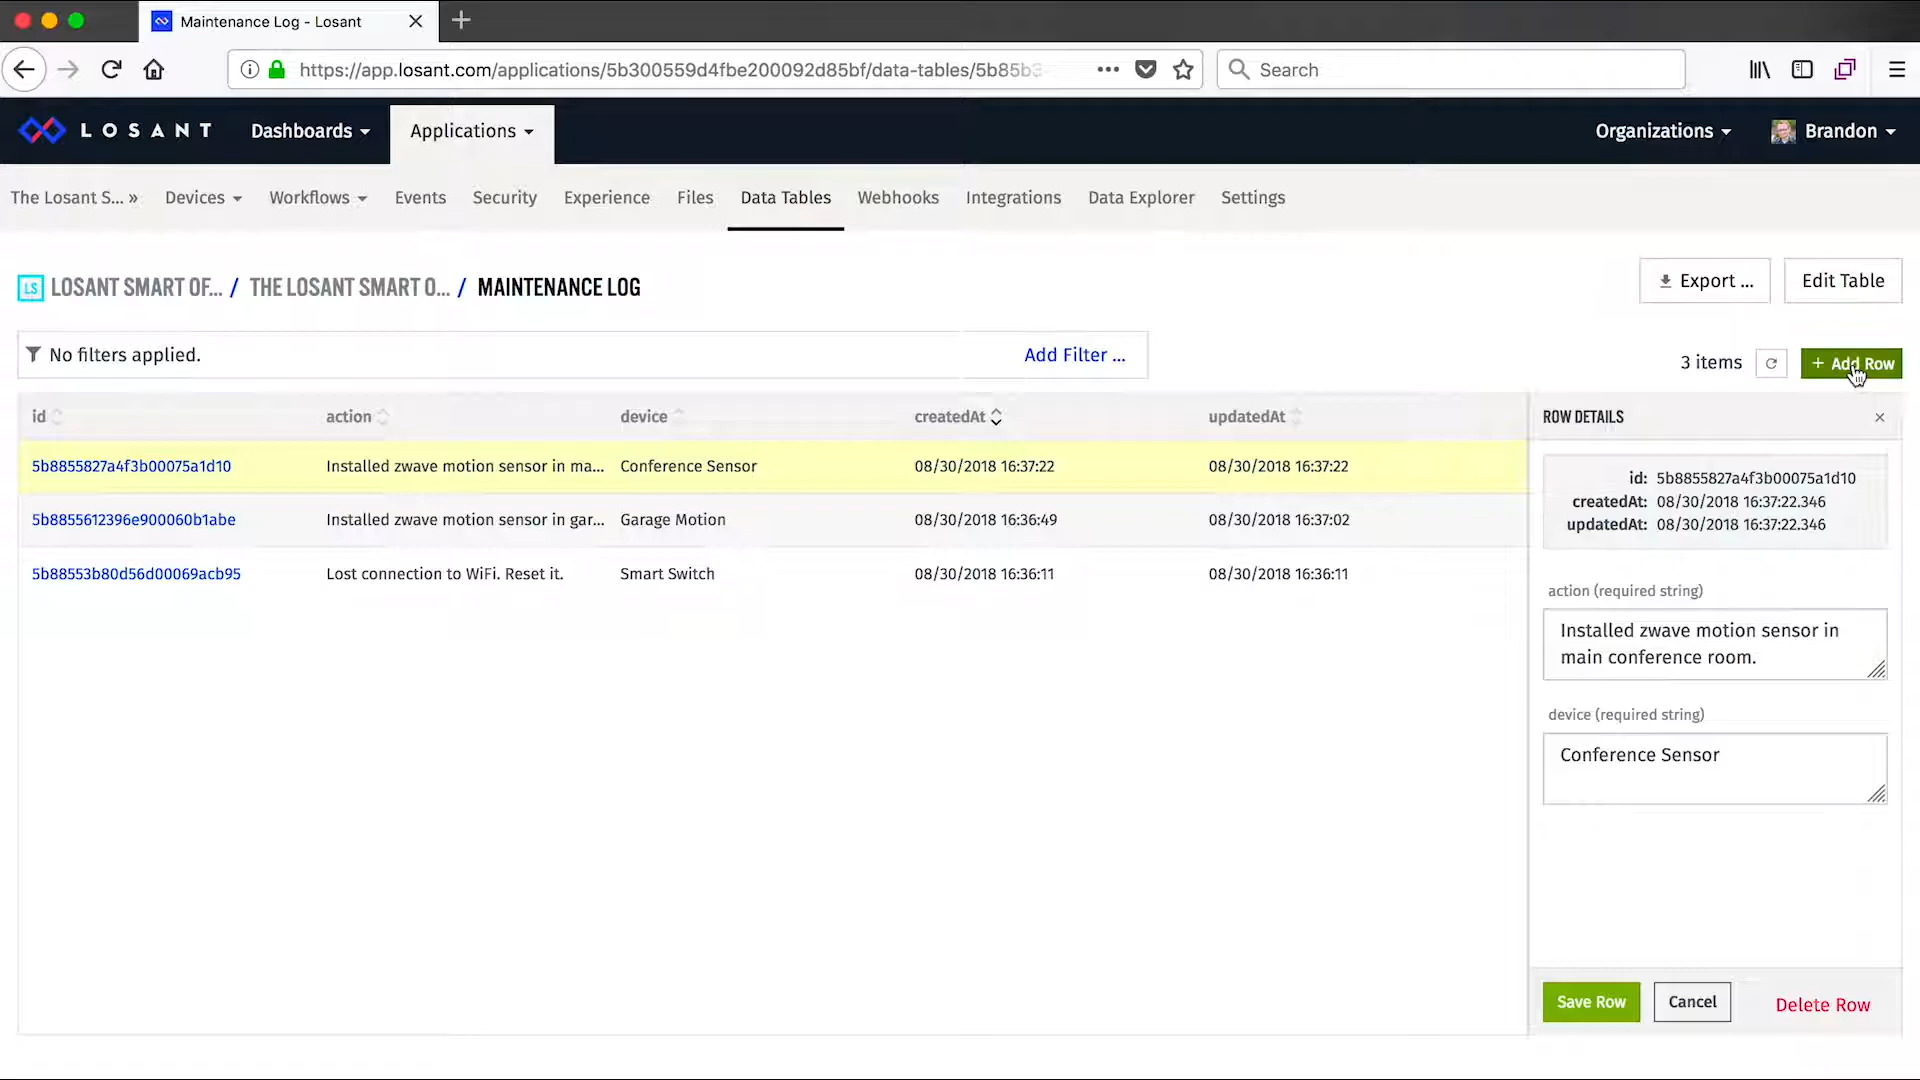 Maintenance Log - Losant
https://app.losant.com/applications/5b300559d4fbe200092d85bf/data-tables/5b85b3
Search
LOSANT
Dashboards
Applications
Organizations
Brandon
The Losant S... »
Devices
Workflows
Events
Security
Experience
Files
Data Tables
Webhooks
Integrations
Data Explorer
Settings
LS LOSANT SMART OF... / THE LOSANT SMART O... / MAINTENANCE LOG
Export ...
Edit Table
No filters applied.
Add Filter ...
3 items
+ Add Row
id action device createdAt updatedAt
5b8855827a4f3b00075a1d10 Installed zwave motion sensor in ma... Conference Sensor 08/30/2018 16:37:22 08/30/2018 16:37:22
5b8855612396e900060b1abe Installed zwave motion sensor in gar... Garage Motion 08/30/2018 16:36:49 08/30/2018 16:37:02
5b88553b80d56d00069acb95 Lost connection to WiFi. Reset it. Smart Switch 08/30/2018 16:36:11 08/30/2018 16:36:11
ROW DETAILS
id: 5b8855827a4f3b00075a1d10
createdAt: 08/30/2018 16:37:22.346
updatedAt: 08/30/2018 16:37:22.346
action (required string)
Installed zwave motion sensor in
main conference room.
device (required string)
Conference Sensor
Save Row
Cancel
Delete Row